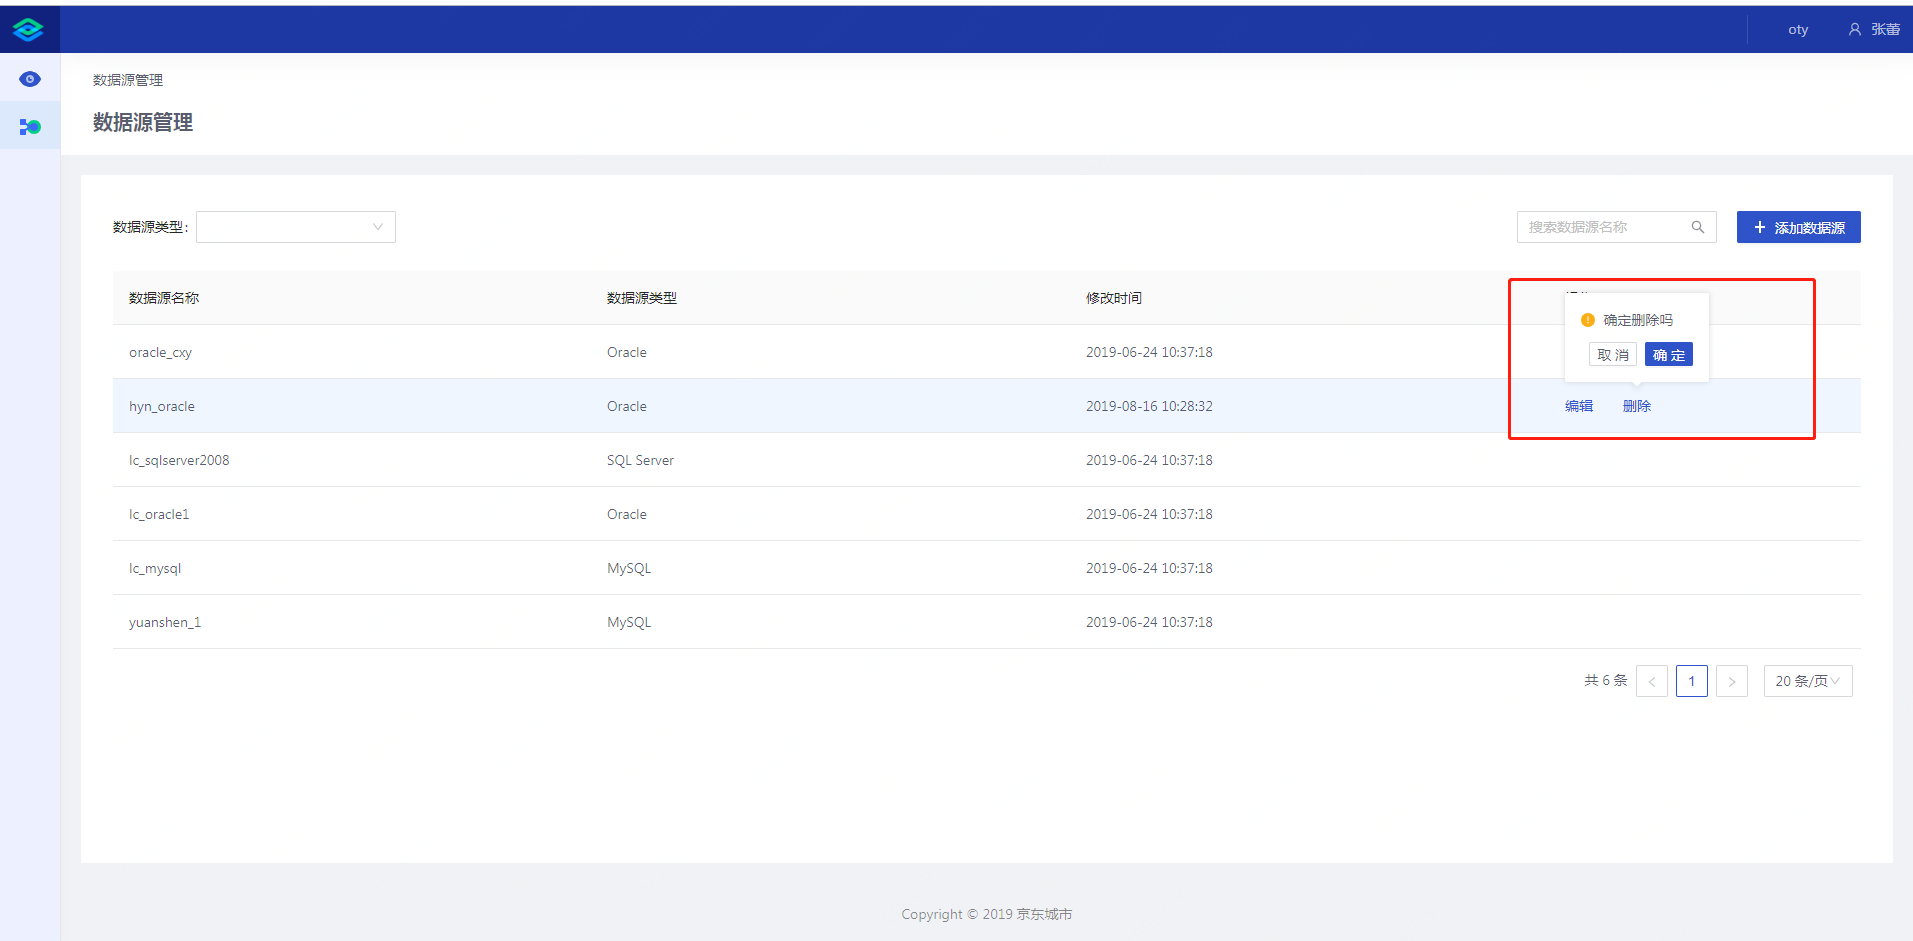 oty 张蕾
数据源管理
数据源管理
数据源类型：
搜索数据源名称
添加数据源
数据源名称 数据源类型 修改时间
确定删除吗
取 消 确 定
oracle_cxy Oracle 2019-06-24 10:37:18
hyn_oracle Oracle 2019-08-16 10:28:32 编辑 删除
lc_sqlserver2008 SQL Server 2019-06-24 10:37:18
lc_oracle1 Oracle 2019-06-24 10:37:18
lc_mysql MySQL 2019-06-24 10:37:18
yuanshen_1 MySQL 2019-06-24 10:37:18
共 6 条 < 1 > 20 条/页
Copyright © 2019 京东城市